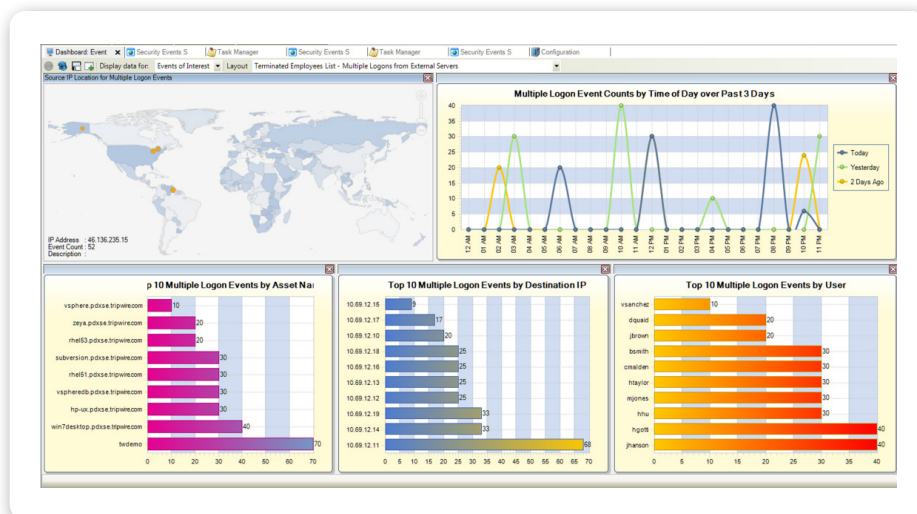 Dashboard: Event
Security Events S
Task Manager
Security Events S
Task Manager
Security Events S
Configuration
Display data for: Events of Interest Layout Terminated Employees List - Multiple Logons from External Servers
Source IP Location for Multiple Logon Events
IP Address : 46.136.235.15
Event Count : 52
Description :
Multiple Logon Event Counts by Time of Day over Past 3 Days
40
35
30
25
20
15
10
5
0
12 AM
01 AM
02 AM
03 AM
04 AM
05 AM
06 AM
07 AM
08 AM
09 AM
10 AM
11 AM
12 PM
01 PM
02 PM
03 PM
04 PM
05 PM
06 PM
07 PM
08 PM
09 PM
10 PM
11 PM
Today
Yesterday
2 Days Ago
p 10 Multiple Logon Events by Asset Nar
vsphere.pdxse.tripwire.com 10
zeya.pdxse.tripwire.com 20
rhel63.pdxse.tripwire.com 20
subversion.pdxse.tripwire.com 30
rhel51.pdxse.tripwire.com 30
vspheredb.pdxse.tripwire.com 30
hp-ux.pdxse.tripwire.com 30
win7desktop.pdxse.tripwire.com 40
twdemo 70
0 10 20 30 40 50 60 70
Top 10 Multiple Logon Events by Destination IP
10.69.12.15 9
10.69.12.17 17
10.69.12.10 20
10.69.12.18 25
10.69.12.16 25
10.69.12.13 25
10.69.12.12 25
10.69.12.19 33
10.69.12.14 33
10.69.12.11 68
0 5 10 15 20 25 30 35 40 45 50 55 60 65 70
Top 10 Multiple Logon Events by User
vsanchez 10
dquaid 20
jbrown 20
bsmith 30
cmalden 30
htaylor 30
mjones 30
hhu 30
hgott 40
jhanson 40
0 5 10 15 20 25 30 35 40